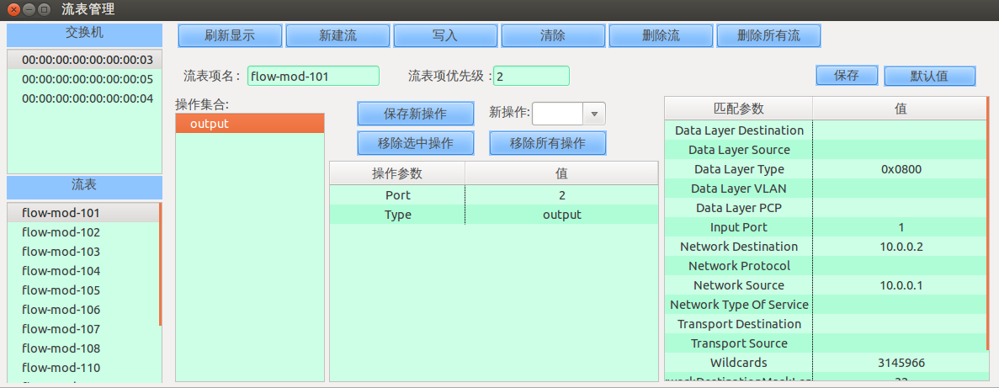 流表管理
交换机
00:00:00:00:00:00:00:03
00:00:00:00:00:00:00:05
00:00:00:00:00:00:00:04
流表
flow-mod-101
flow-mod-102
flow-mod-103
flow-mod-104
flow-mod-105
flow-mod-106
flow-mod-107
flow-mod-108
flow-mod-110
刷新显示 新建流 写入 清除 删除流 删除所有流
流表项名: flow-mod-101 流表项优先级: 2 保存 默认值
操作集合:
output
保存新操作 新操作:
移除选中操作 移除所有操作
操作参数 值
Port 2
Type output
匹配参数 值
Data Layer Destination
Data Layer Source
Data Layer Type 0x0800
Data Layer VLAN
Data Layer PCP
Input Port 1
Network Destination 10.0.0.2
Network Protocol
Network Source 10.0.0.1
Network Type Of Service
Transport Destination
Transport Source
Wildcards 3145966